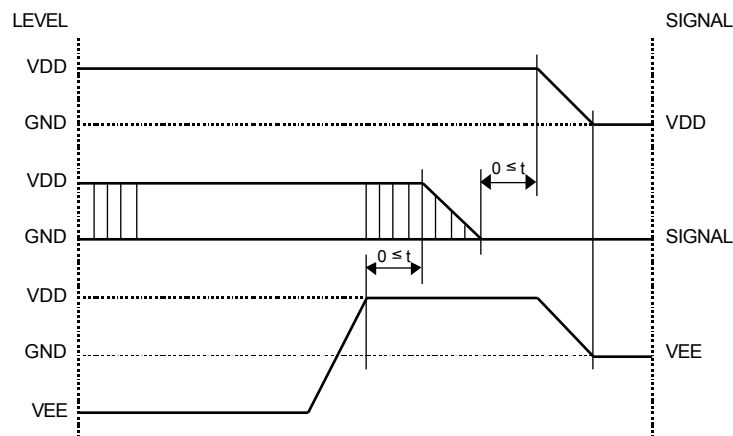 LEVEL SIGNAL
VDD
GND VDD
VDD
0 ≤ t
GND SIGNAL
0 ≤ t
VDD
GND VEE
VEE